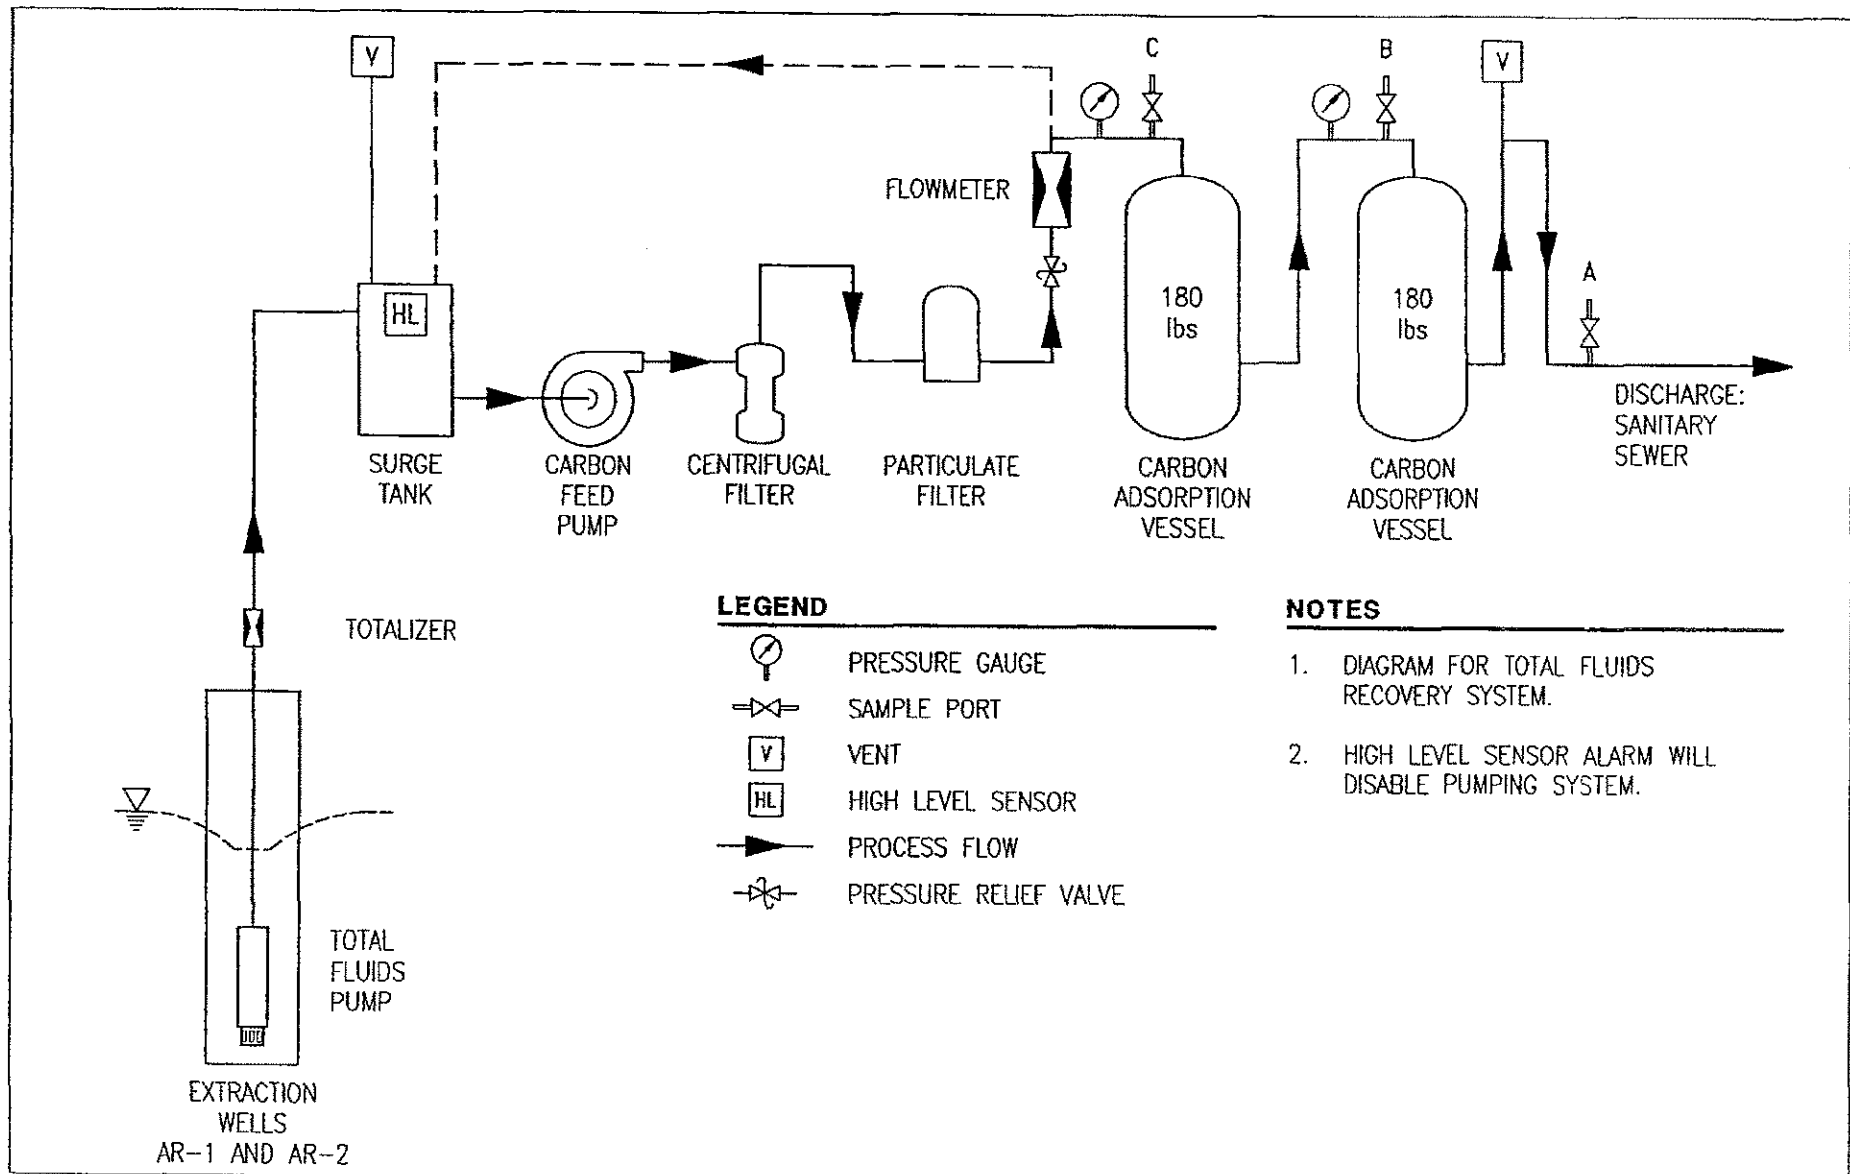 V
C
B
V
FLOWMETER
HL
180
lbs
180
lbs
A
DISCHARGE:
SANITARY
SEWER
SURGE
TANK
CARBON
FEED
PUMP
CENTRIFUGAL
FILTER
PARTICULATE
FILTER
CARBON
ADSORPTION
VESSEL
CARBON
ADSORPTION
VESSEL
TOTALIZER
TOTAL
FLUIDS
PUMP
EXTRACTION
WELLS
AR-1 AND AR-2
LEGEND
PRESSURE GAUGE
SAMPLE PORT
V VENT
HL HIGH LEVEL SENSOR
PROCESS FLOW
PRESSURE RELIEF VALVE
NOTES
1. DIAGRAM FOR TOTAL FLUIDS
RECOVERY SYSTEM.
2. HIGH LEVEL SENSOR ALARM WILL
DISABLE PUMPING SYSTEM.